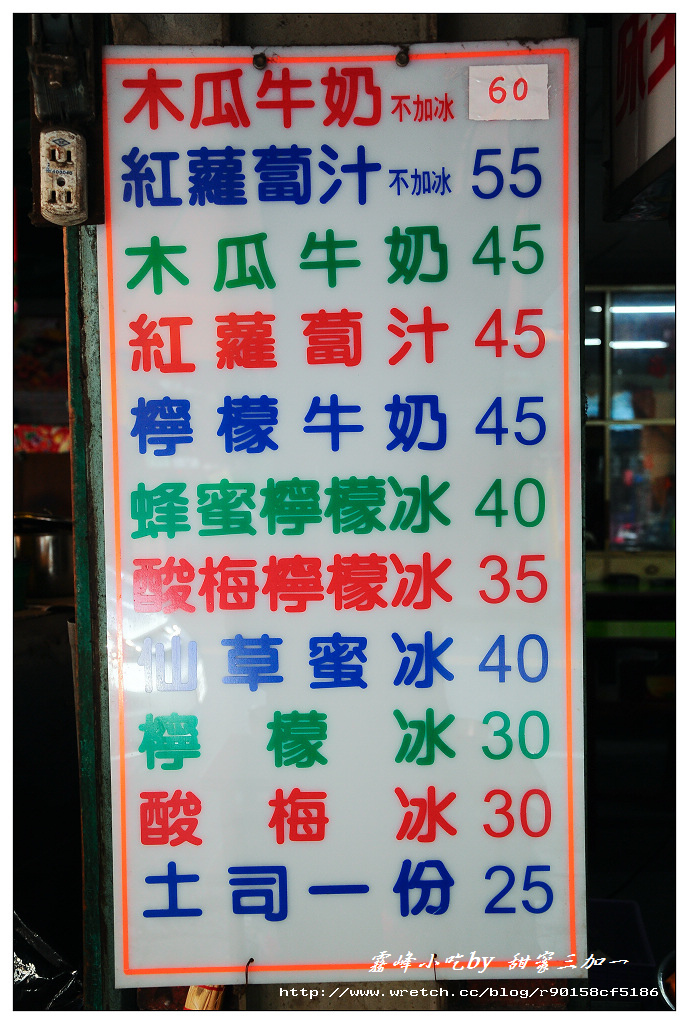 木瓜牛奶 不加冰 60
紅蘿蔔汁 不加冰 55
木瓜牛奶 45
紅蘿蔔汁 45
檸檬牛奶 45
蜂蜜檸檬冰 40
酸梅檸檬冰 35
仙草蜜冰 40
檸檬冰 30
酸梅冰 30
土司一份 25
霧峰小吃by 甜蜜三加一
http://www.wretch.cc/blog/r90158cf5186